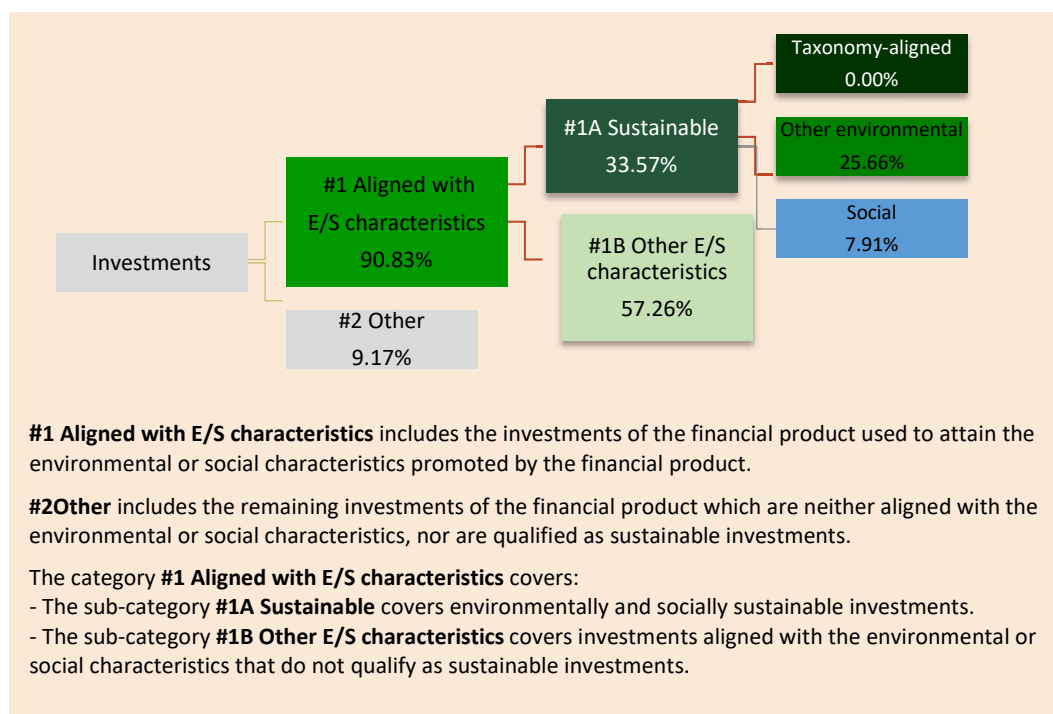 Taxonomy-aligned
0.00%
#1A Sustainable
33.57%
Other environmental
25.66%
#1 Aligned with
E/S characteristics
90.83%
Social
7.91%
#1B Other E/S
characteristics
57.26%
Investments
#2 Other
9.17%
#1 Aligned with E/S characteristics includes the investments of the financial product used to attain the
environmental or social characteristics promoted by the financial product.
#2Other includes the remaining investments of the financial product which are neither aligned with the
environmental or social characteristics, nor are qualified as sustainable investments.
The category #1 Aligned with E/S characteristics covers:
- The sub-category #1A Sustainable covers environmentally and socially sustainable investments.
- The sub-category #1B Other E/S characteristics covers investments aligned with the environmental or
social characteristics that do not qualify as sustainable investments.